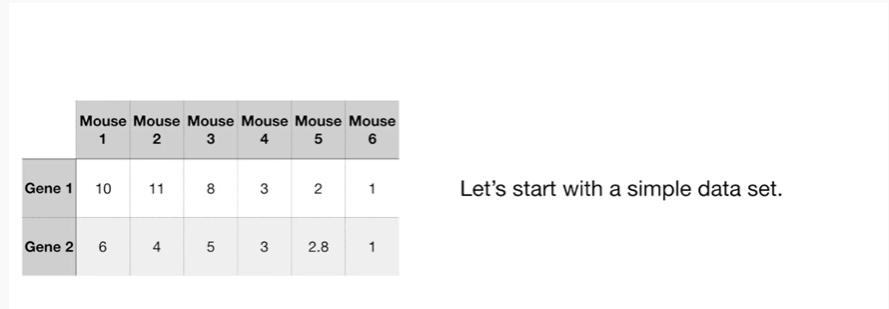 Mouse 1 Mouse 2 Mouse 3 Mouse 4 Mouse 5 Mouse 6
Gene 1 10 11 8 3 2 1
Gene 2 6 4 5 3 2.8 1
Let’s start with a simple data set.